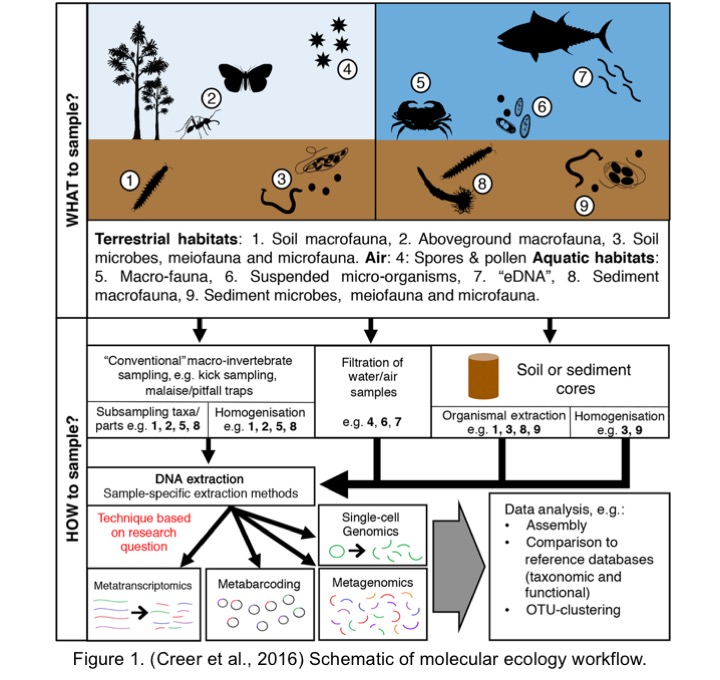 WHAT to sample?
1
2
3
4
5
6
7
8
9
Terrestrial habitats: 1. Soil macrofauna, 2. Aboveground macrofauna, 3. Soil
microbes, meiofauna and microfauna. Air: 4: Spores & pollen Aquatic habitats:
5. Macro-fauna, 6. Suspended micro-organisms, 7. “eDNA”, 8. Sediment
macrofauna, 9. Sediment microbes, meiofauna and microfauna.
HOW to sample?
“Conventional” macro-invertebrate
sampling, e.g. kick sampling,
malaise/pitfall traps
Subsampling taxa/
parts e.g. 1, 2, 5, 8
Homogenisation
e.g. 1, 2, 5, 8
Filtration of
water/air
samples
e.g. 4, 6, 7
Soil or sediment
cores
Organismal extraction
e.g. 1, 3, 8, 9
Homogenisation
e.g. 3, 9
DNA extraction
Sample-specific extraction methods
Technique based
on research
question
Single-cell
Genomics
Metatranscriptomics
Metabarcoding
Metagenomics
Data analysis, e.g.:
• Assembly
• Comparison to
reference databases
(taxonomic and
functional)
• OTU-clustering
Figure 1. (Creer et al., 2016) Schematic of molecular ecology workflow.